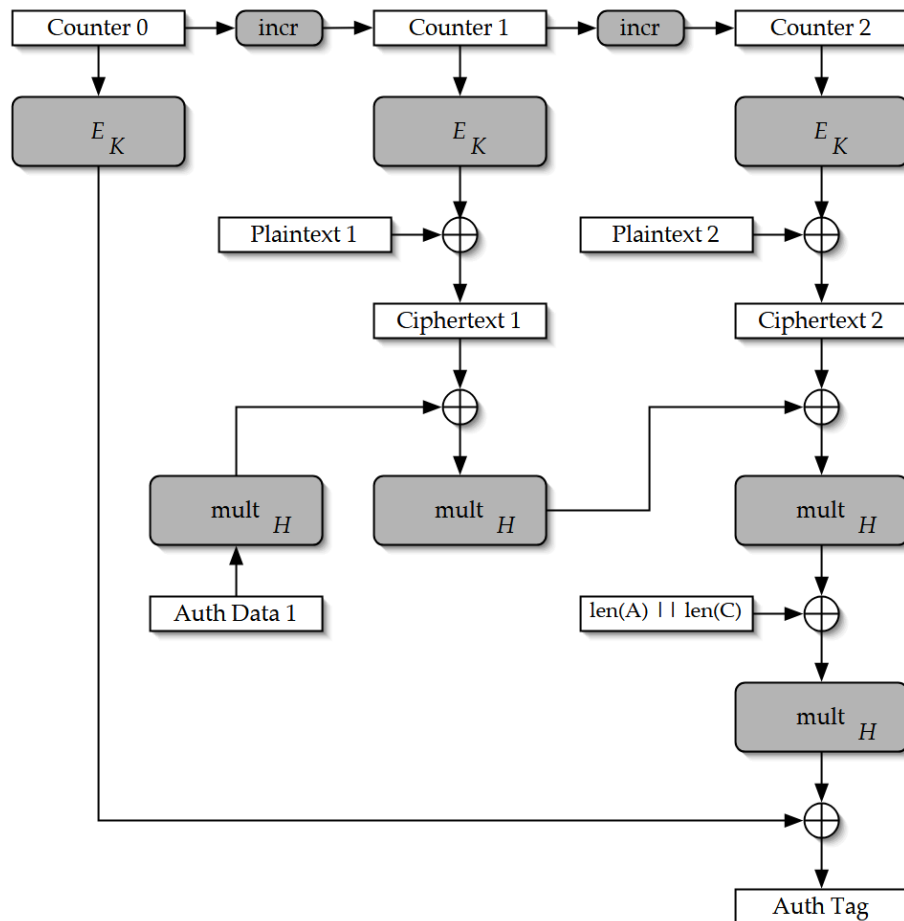 Counter 0
incr
Counter 1
incr
Counter 2
E K
E K
E K
Plaintext 1
Plaintext 2
Ciphertext 1
Ciphertext 2
mult H
mult H
mult H
Auth Data 1
len(A) || len(C)
mult H
Auth Tag